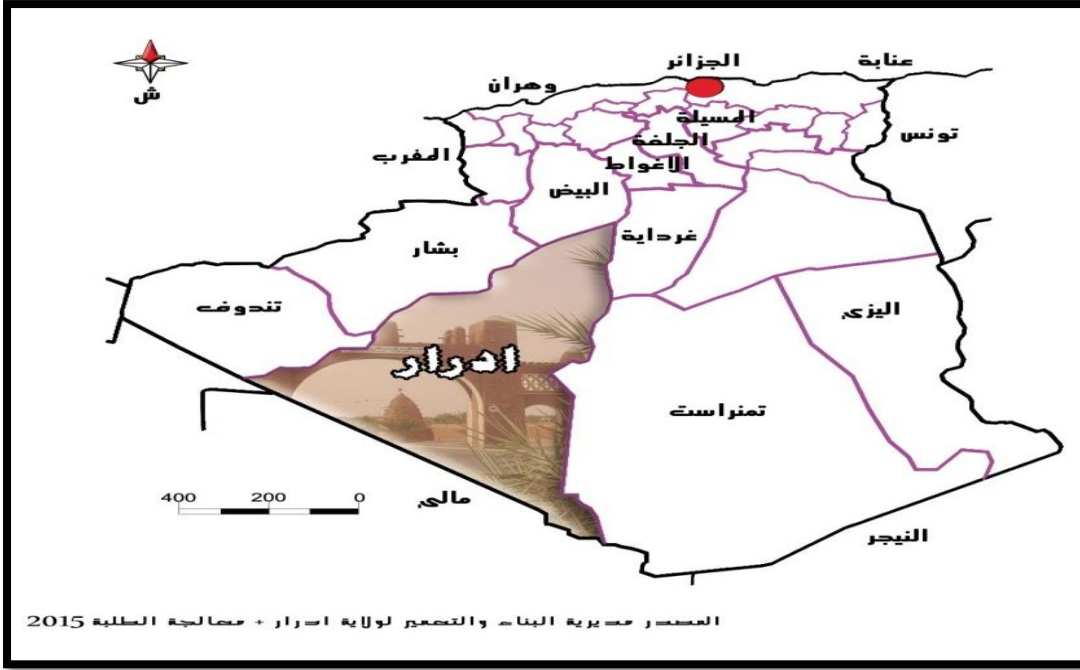 عنابة
الجزائر
وهران
ش
المسيلة
تونس
الجلفة
المغرب
الاغواط
البيض
غرداية
بشار
تندوف
اليزي
ادرار
تمنراست
400 200 0
مالي
النيجر
المصدر مديرية البناء والتعمير لولاية ادرار + معالجة الطلبة 2015